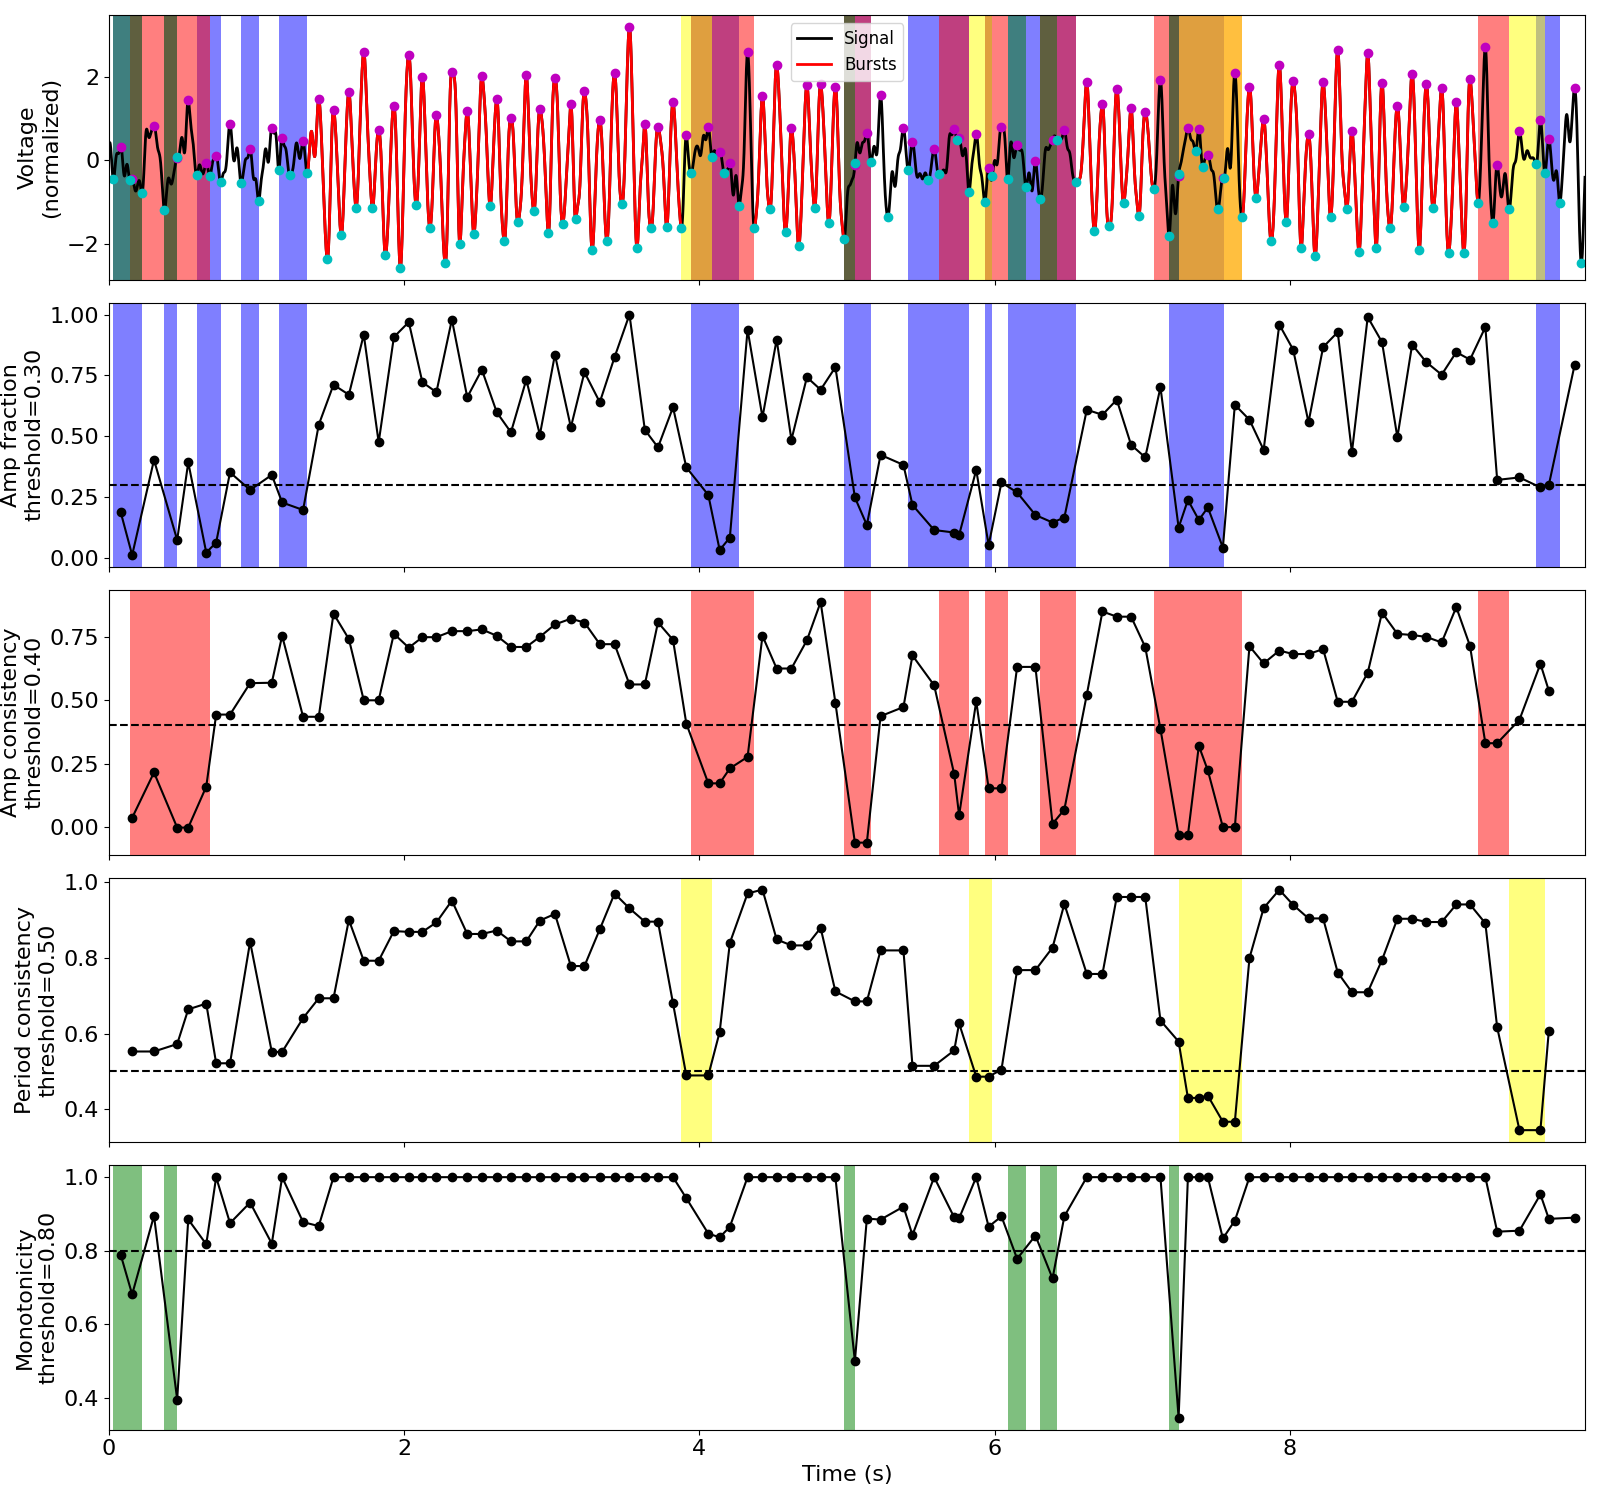 Voltage
(normalized)
2
0
−2
Signal
Bursts
Amp fraction
threshold=0.30
1.00
0.75
0.50
0.25
0.00
Amp consistency
threshold=0.40
0.75
0.50
0.25
0.00
Period consistency
threshold=0.50
1.0
0.8
0.6
0.4
Monotonicity
threshold=0.80
1.0
0.8
0.6
0.4
0
2
4
6
8
Time (s)